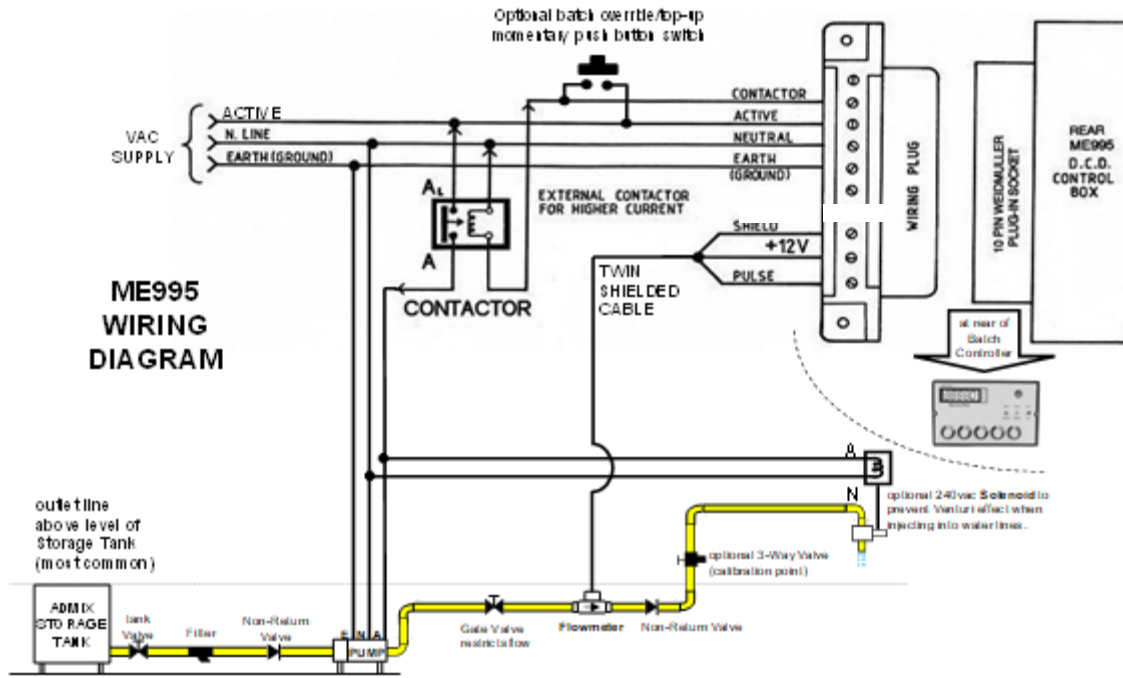 Optional batch override/top-up
momentary push button switch
CONTACTOR
ACTIVE
ACTIVE
VAC
SUPPLY
N. LINE
NEUTRAL
EARTH (GROUND)
EARTH
(GROUND)
A1
A
EXTERNAL CONTACTOR
FOR HIGHER CURRENT
CONTACTOR
SHIELD
+12V
PULSE
TWIN
SHIELDED
CABLE
WIRING PLUG
10 PIN WEIDMULLER
PLUG-IN SOCKET
REAR
ME995
D.C.D.
CONTROL
BOX
ME995
WIRING
DIAGRAM
at rear of
Batch
Controller
A
N
optional 240vac Solenoid to
prevent Venturi effect when
injecting into water lines.
outlet line
above level of
Storage Tank
(most common)
optional 3-Way Valve
(calibration point)
ADMIX
STORAGE
TANK
tank
Valve
Filter
Non-Return
Valve
E N A
PUMP
Gate Valve
restricts flow
Flowmeter
Non-Return Valve